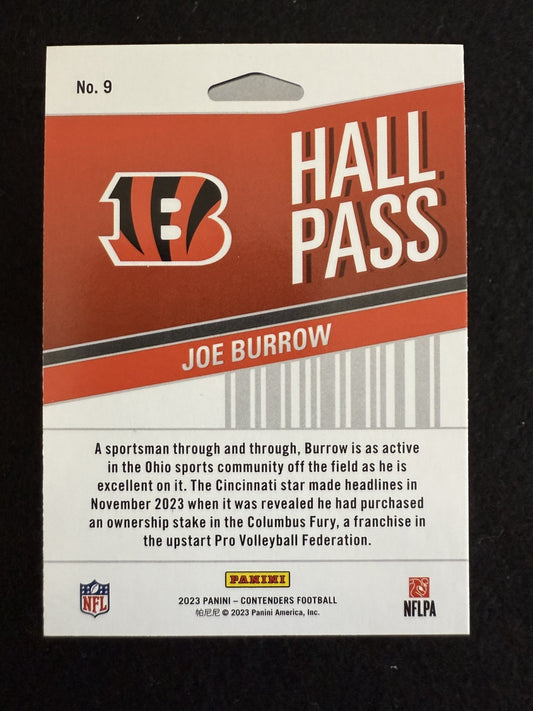 No. 9
B
HALL
PASS
JOE BURROW
A sportsman through and through, Burrow is as active
in the Ohio sports community off the field as he is
excellent on it. The Cincinnati star made headlines in
November 2023 when it was revealed he had purchased
an ownership stake in the Columbus Fury, a franchise in
the upstart Pro Volleyball Federation.
PANINI
NFL
2023 PANINI – CONTENDERS FOOTBALL
帕尼尼 © 2023 Panini America, Inc.
NFLPA